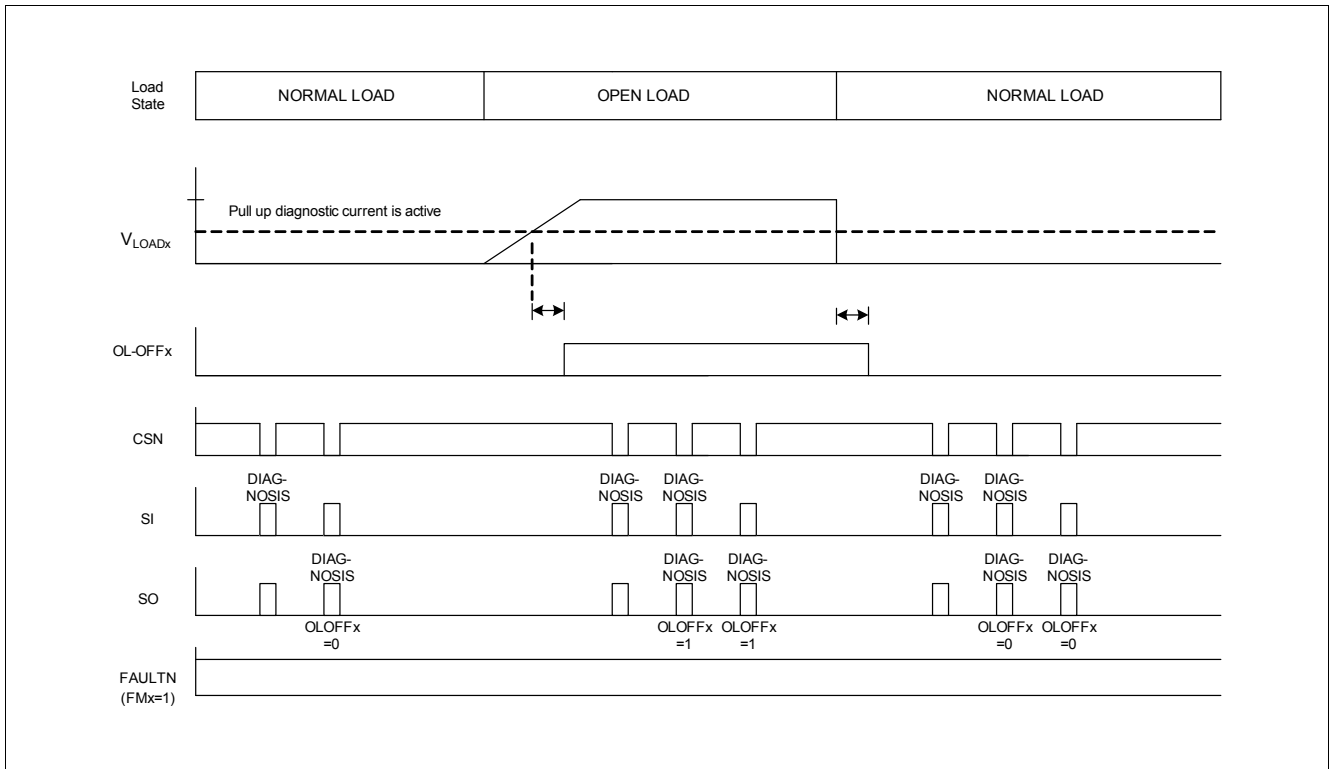 Load
State
NORMAL LOAD
OPEN LOAD
NORMAL LOAD
Pull up diagnostic current is active
VLOADx
OL-OFFx
CSN
DIAG-
NOSIS
DIAG-
NOSIS
DIAG-
NOSIS
DIAG-
NOSIS
DIAG-
NOSIS
SI
DIAG-
NOSIS
DIAG-
NOSIS
DIAG-
NOSIS
DIAG-
NOSIS
DIAG-
NOSIS
SO
OLOFFx
=0
OLOFFx
=1
OLOFFx
=1
OLOFFx
=0
OLOFFx
=0
FAULTN
(FMx=1)